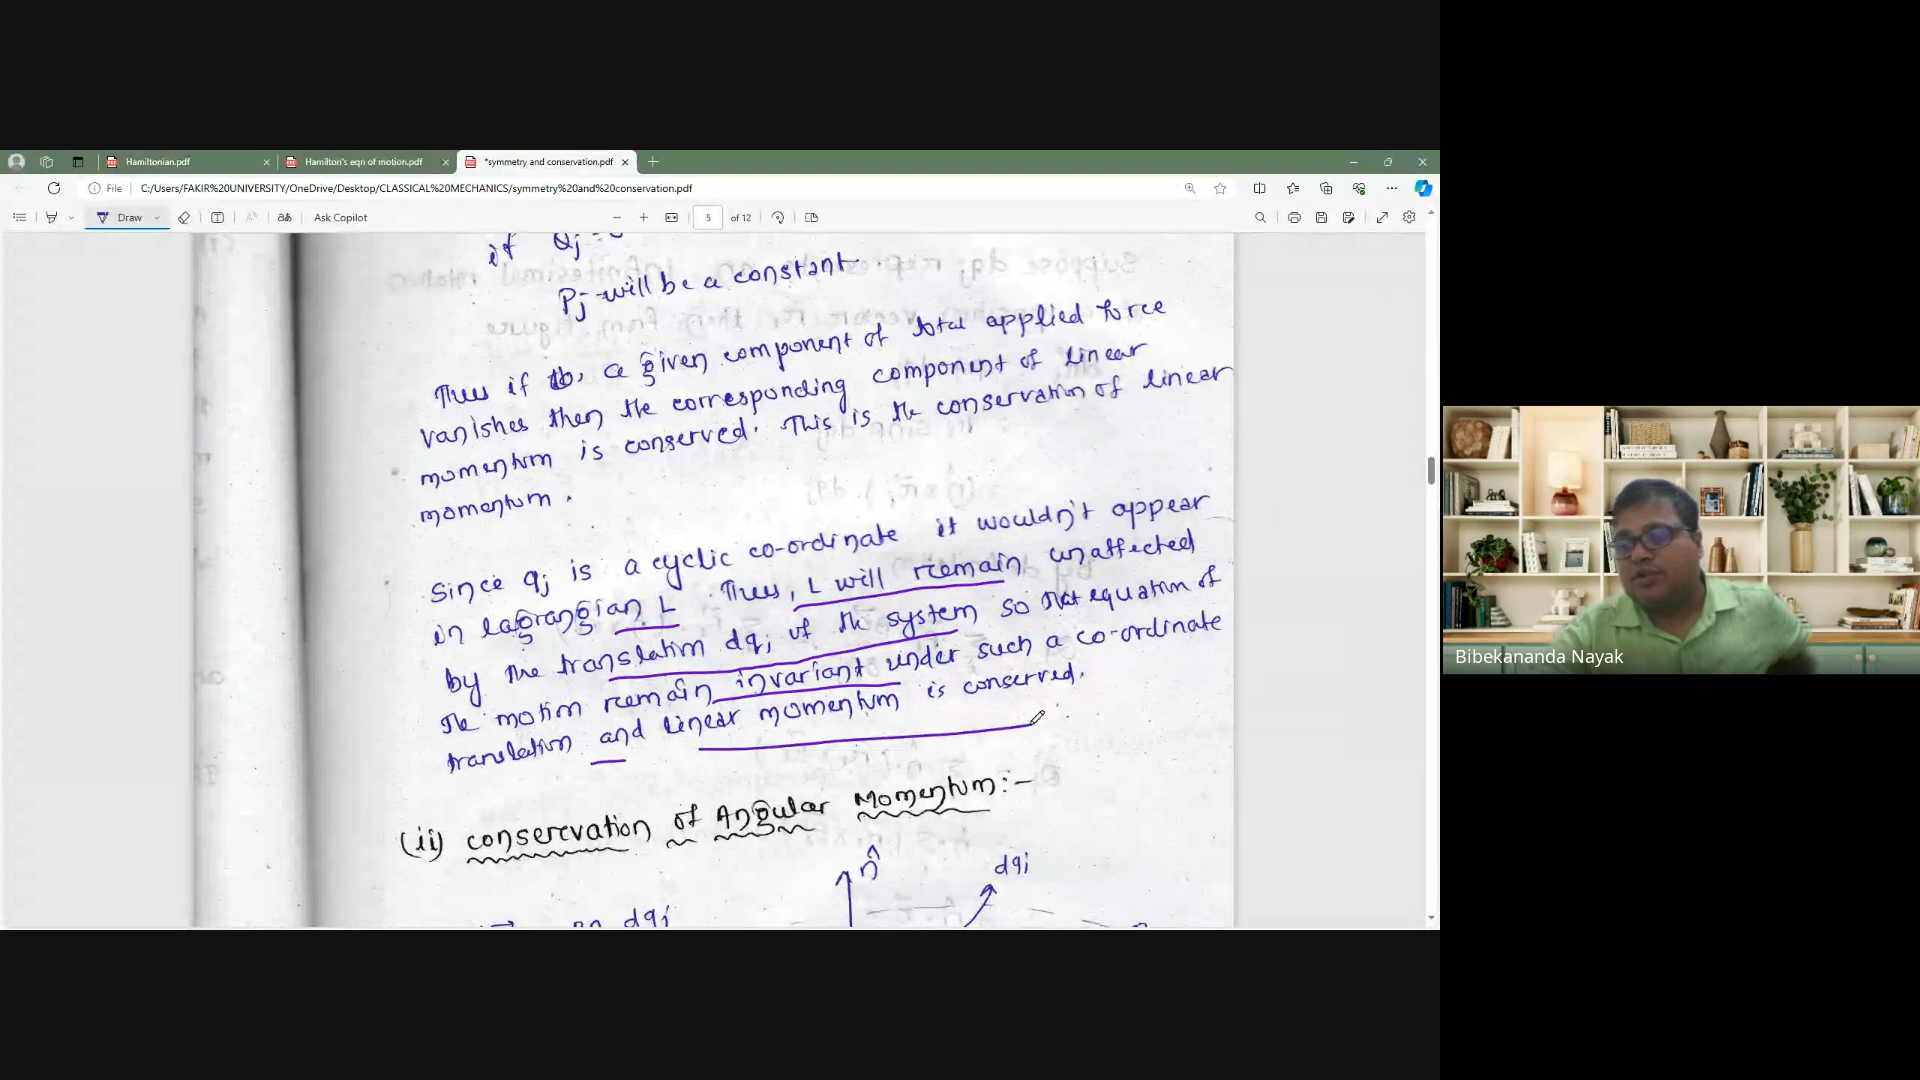 Hamiltonian.pdf
Hamilton's eqn of motion.pdf
*symmetry and conservation.pdf
File
C:/Users/FAKIR%20UNIVERSITY/OneDrive/Desktop/CLASSICAL%20MECHANICS/symmetry%20and%20conservation.pdf
Draw
Ask Copilot
5 of 12
if Qj =
Pj will be a constant.
Thus if a given component of total applied force
vanishes then the corresponding component of linear
momentum is conserved. This is the conservation of linear
momentum.
Since qj is a cyclic co-ordinate it wouldn't appear
in lagrangian L. Thus, L will remain unaffected
by the translation dqj of the system so that equation of
the motion remain invariant under such a co-ordinate
translation and linear momentum is conserved.
(ii) conservation of Angular Momentum:-
n̂
dqj
dqj
Bibekananda Nayak